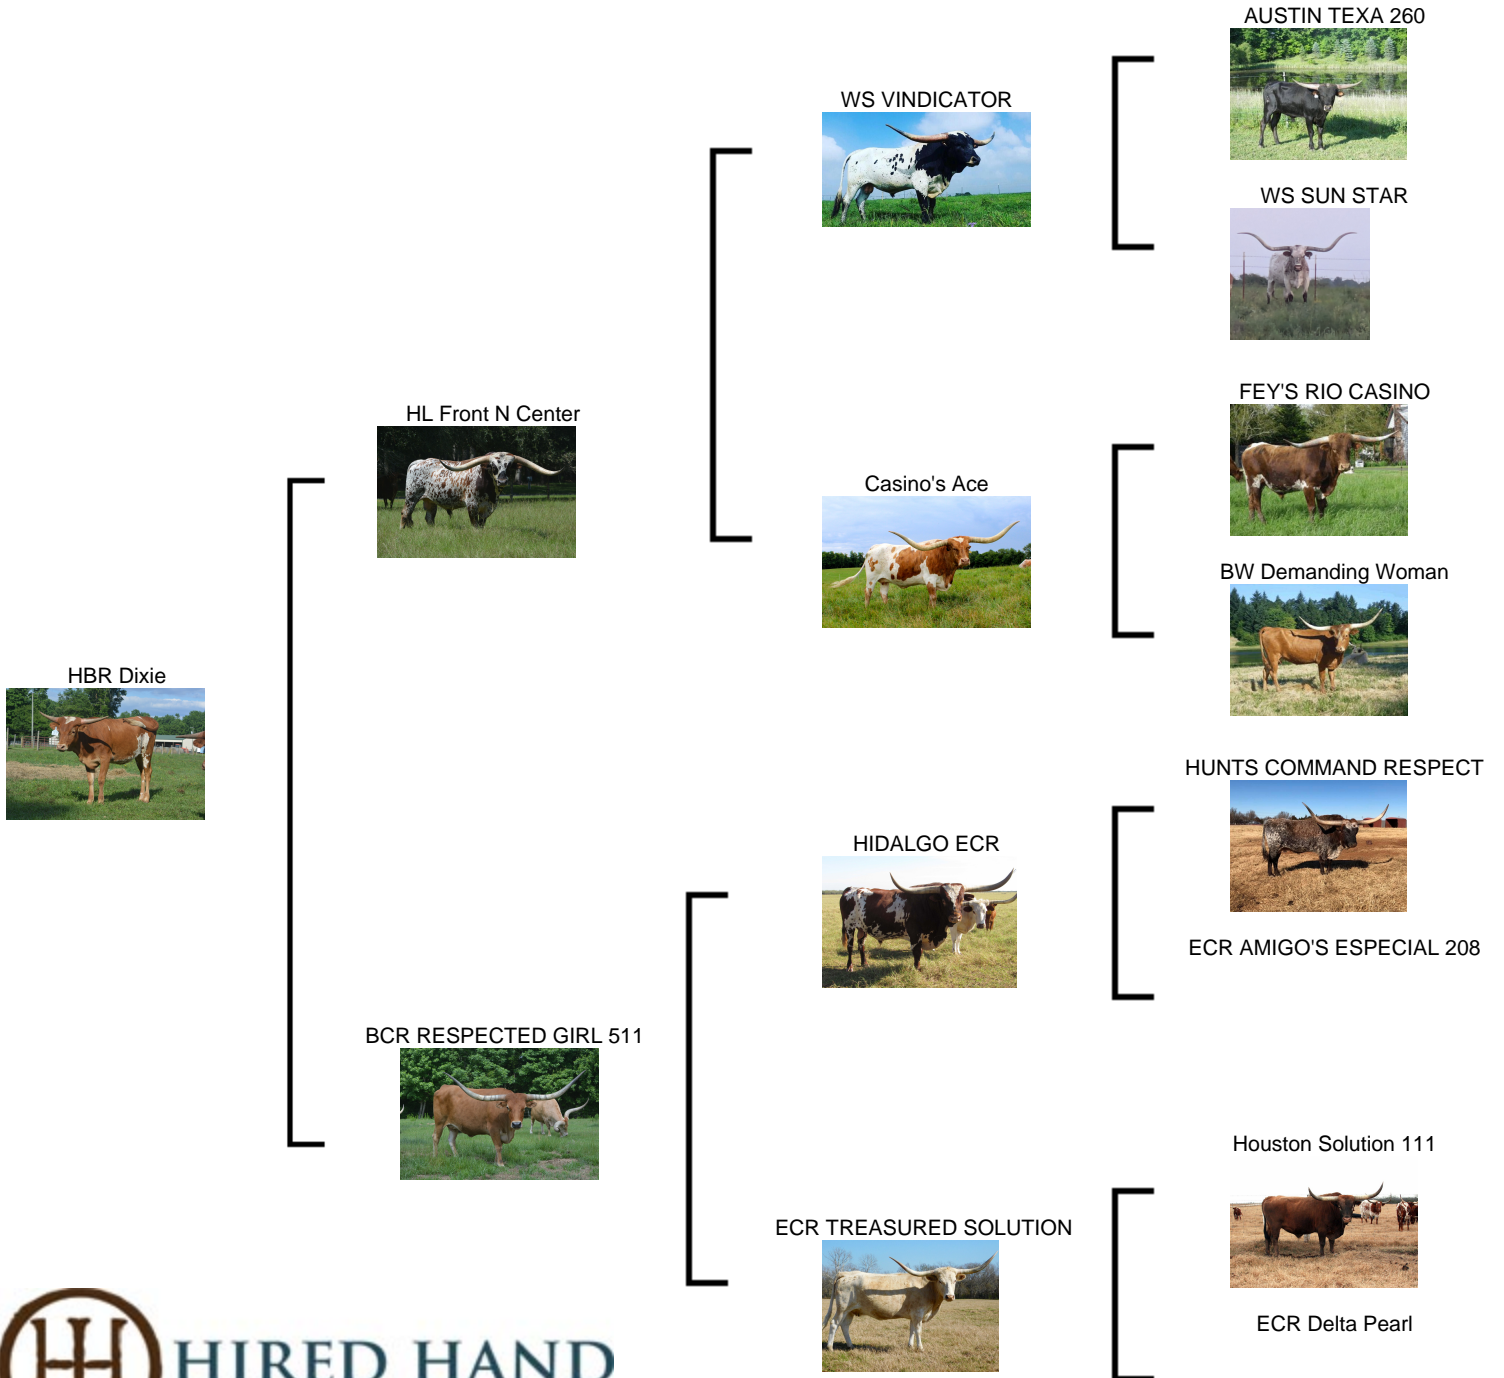 AUSTIN TEXA 260
WS VINDICATOR
WS SUN STAR
FEY'S RIO CASINO
HL Front N Center
Casino's Ace
BW Demanding Woman
HBR Dixie
HUNTS COMMAND RESPECT
HIDALGO ECR
ECR AMIGO'S ESPECIAL 208
BCR RESPECTED GIRL 511
Houston Solution 111
ECR TREASURED SOLUTION
ECR Delta Pearl
HIRED HAND